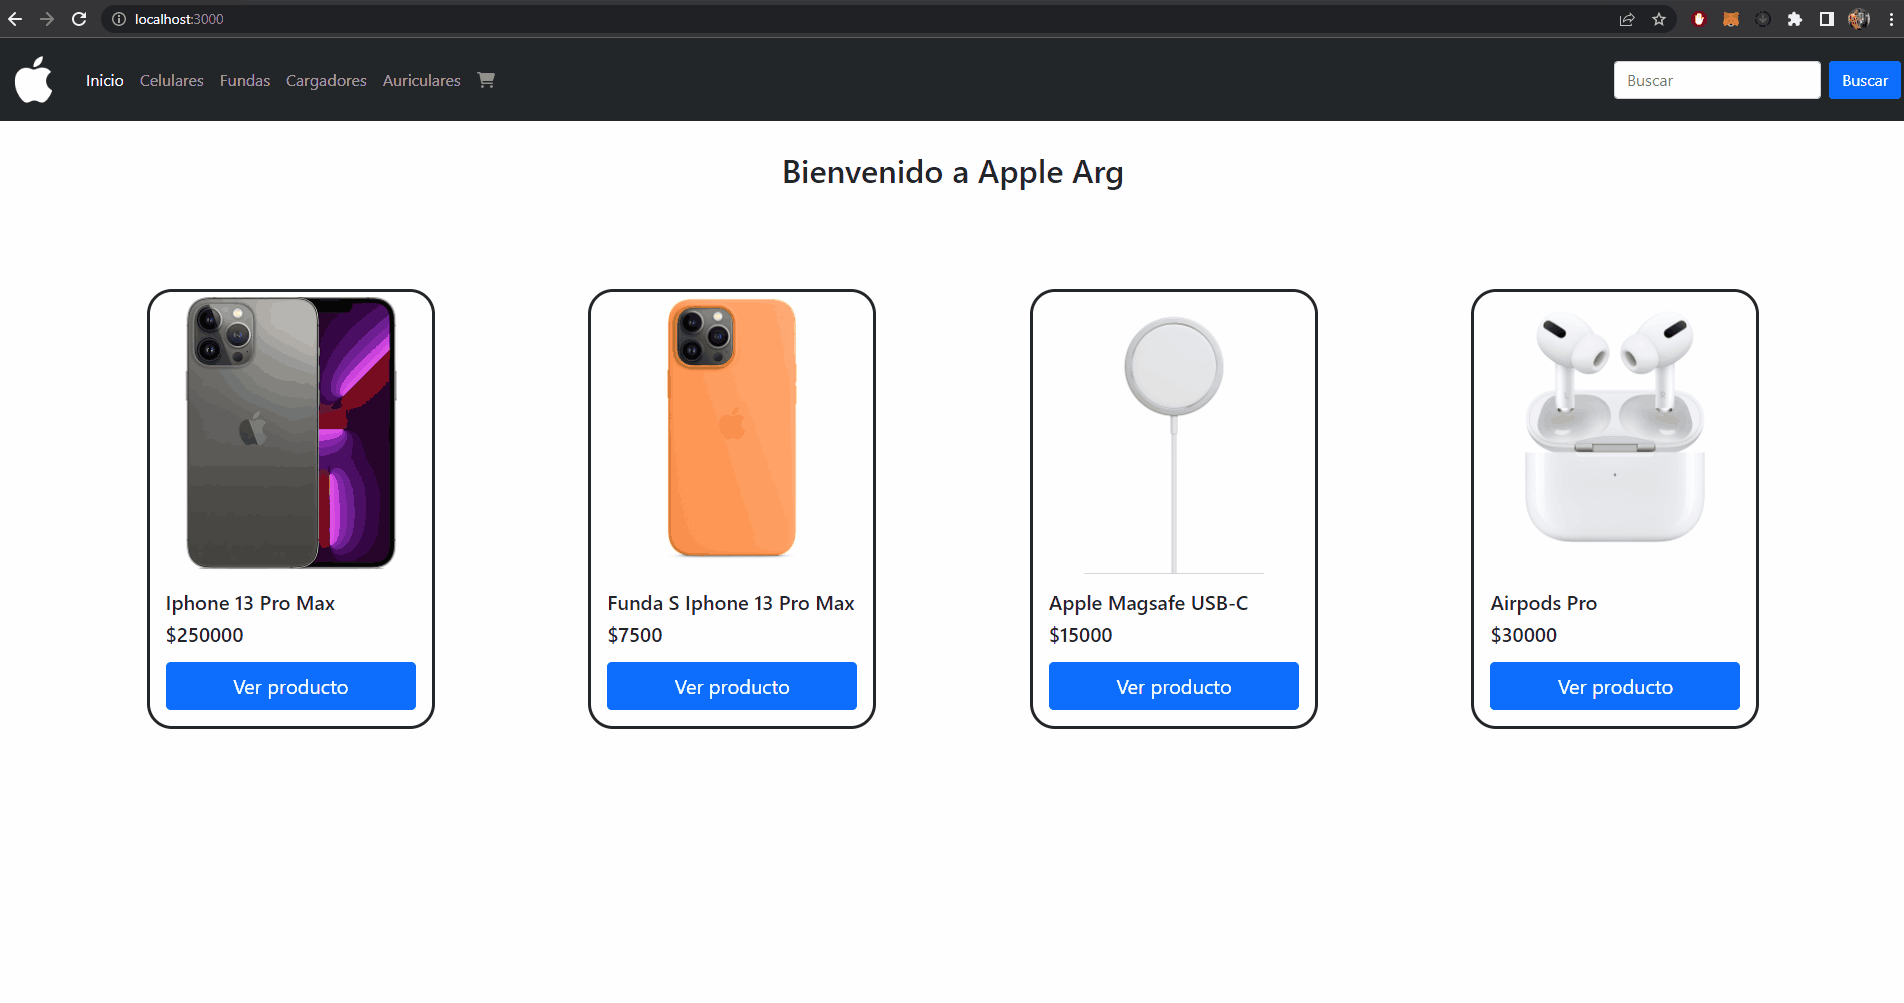 localhost:3000
Inicio Celulares Fundas Cargadores Auriculares Buscar Buscar
Bienvenido a Apple Arg
Iphone 13 Pro Max
$250000
Ver producto
Funda S Iphone 13 Pro Max
$7500
Ver producto
Apple Magsafe USB-C
$15000
Ver producto
Airpods Pro
$30000
Ver producto